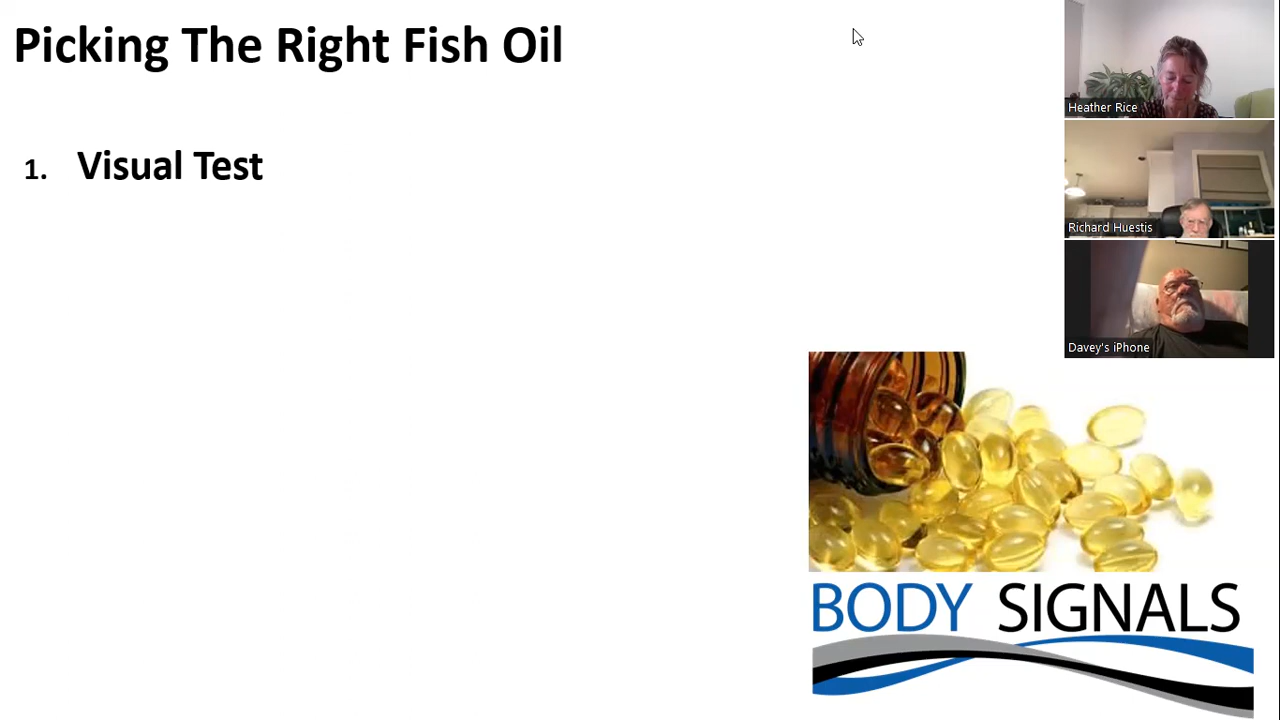 Picking The Right Fish Oil
1. Visual Test
Heather Rice
Richard Huestis
Davey's iPhone
BODY SIGNALS